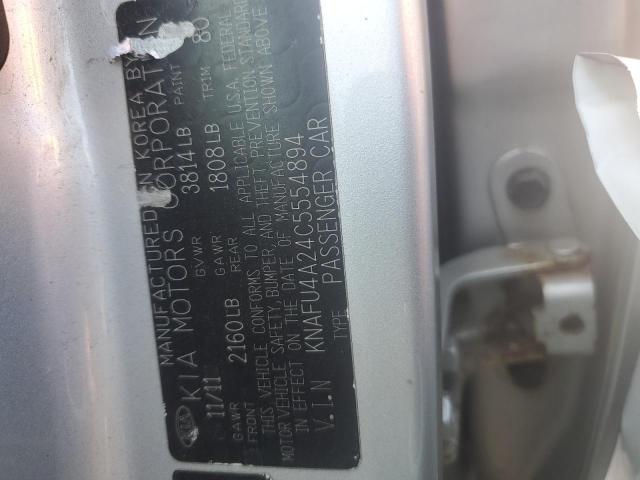 KIA
MANUFACTURED IN KOREA BY
KIA MOTORS CORPORATION
11/11 GVWR 3814LB PAINT
GAWR FRONT 2160LB GAWR REAR 1808LB TRIM 80
THIS VEHICLE CONFORMS TO ALL APPLICABLE U.S.A. FEDERAL
MOTOR VEHICLE SAFETY, BUMPER, AND THEFT PREVENTION STANDARDS
IN EFFECT ON THE DATE OF MANUFACTURE SHOWN ABOVE
V.I.N KNAFU4A24C5554894
TYPE PASSENGER CAR